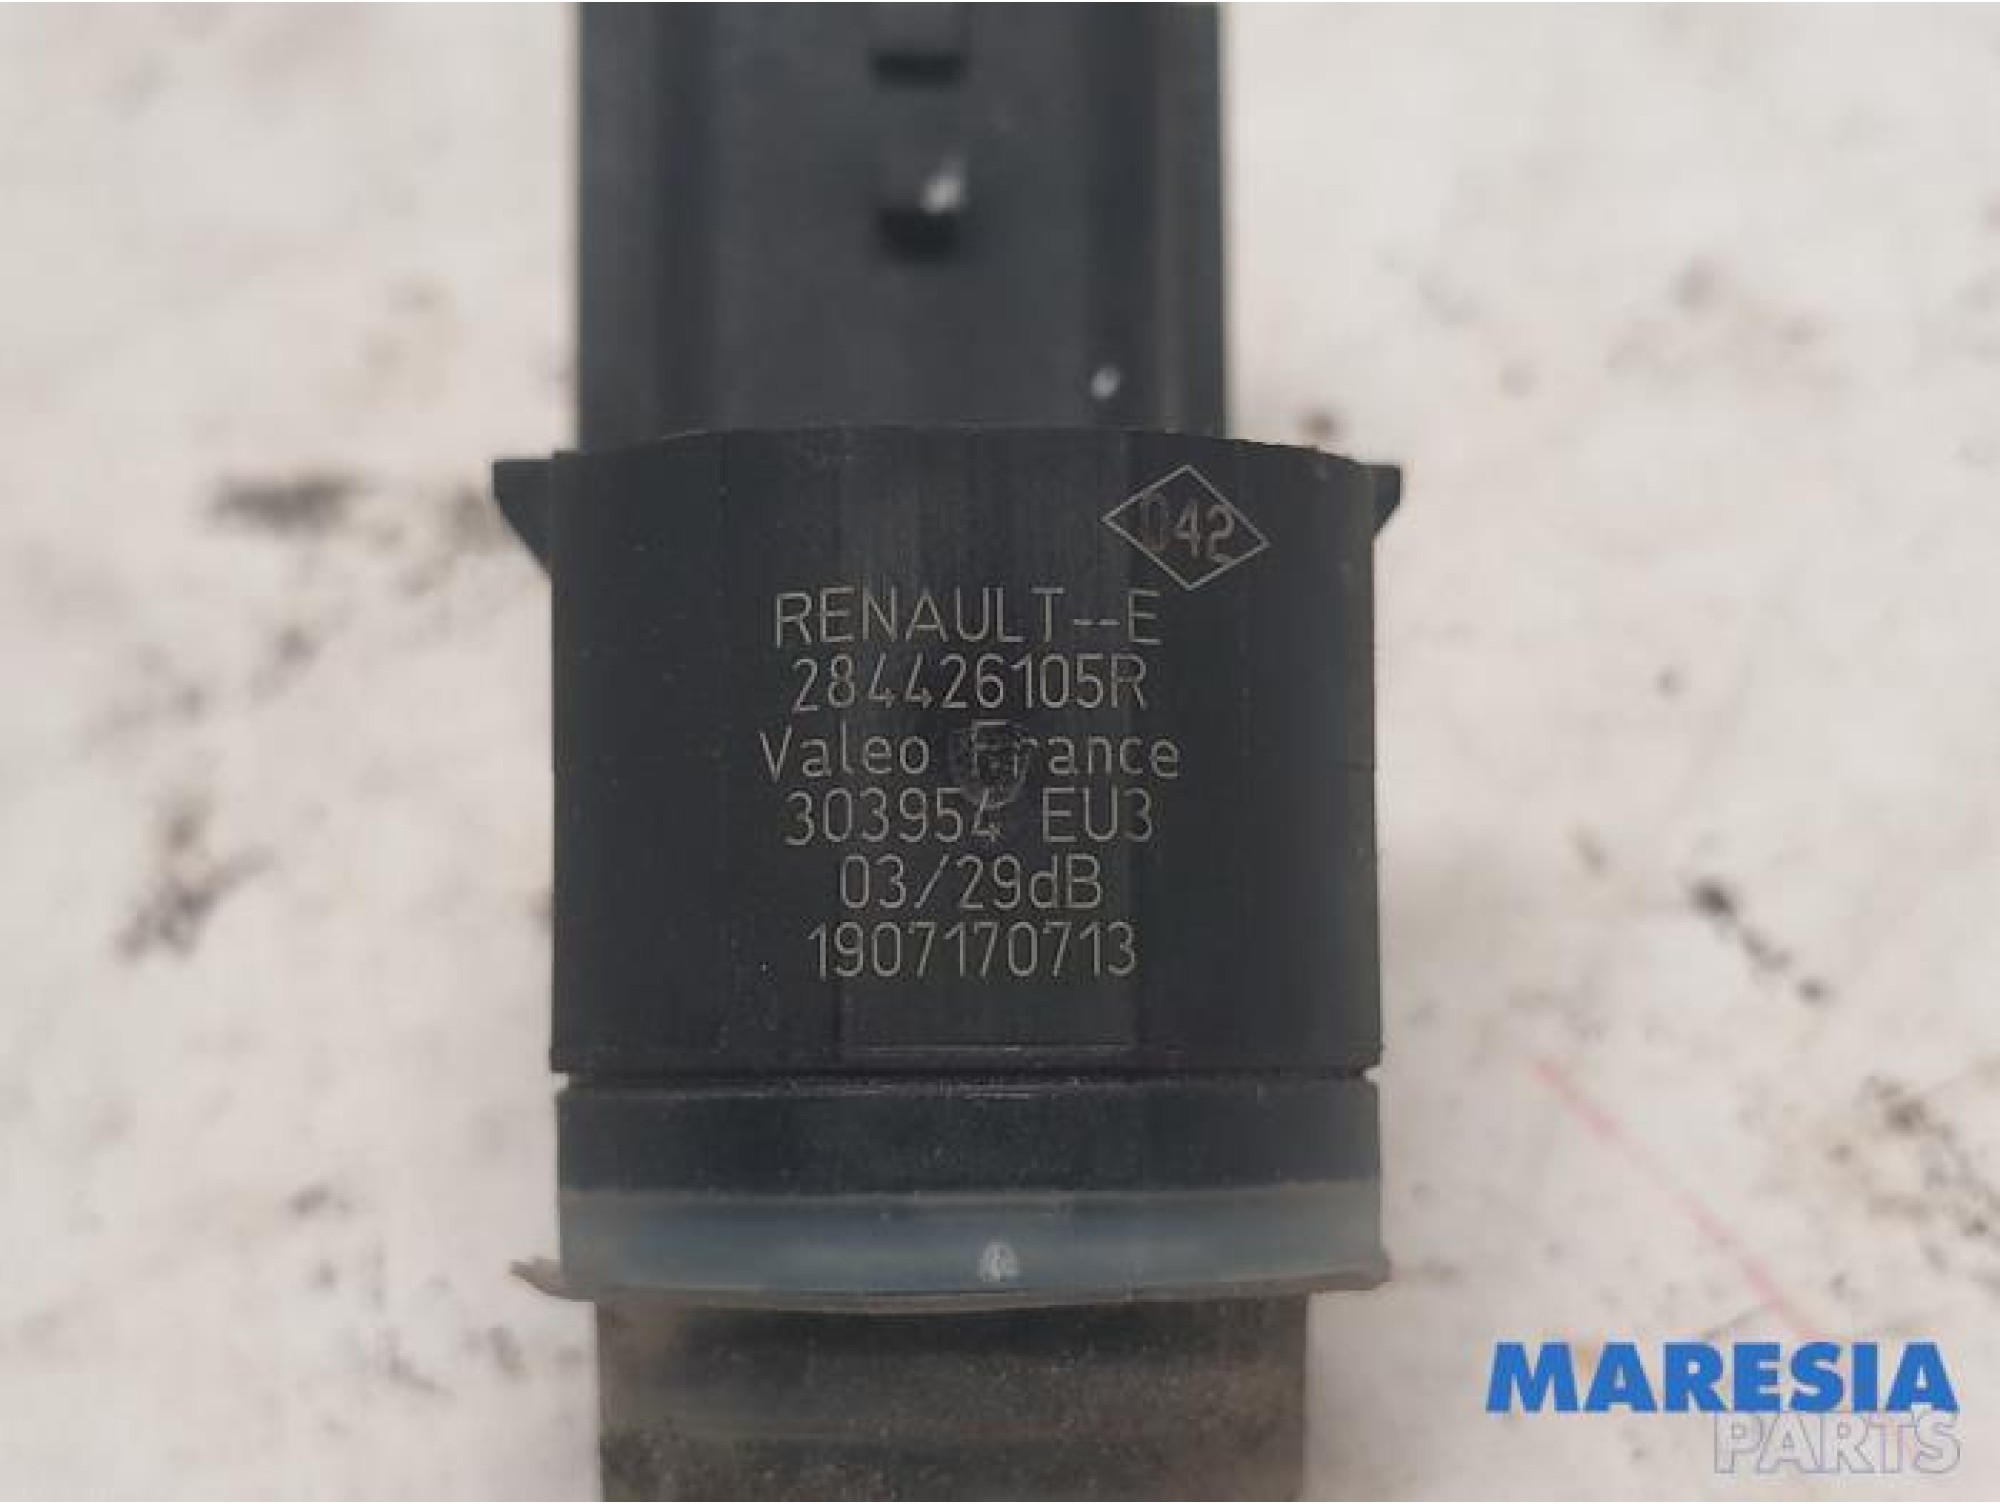 042
RENAULT--E
284426105R
Valeo France
303954 EU3
03/29dB
1907170713
MARESIA
PARTS